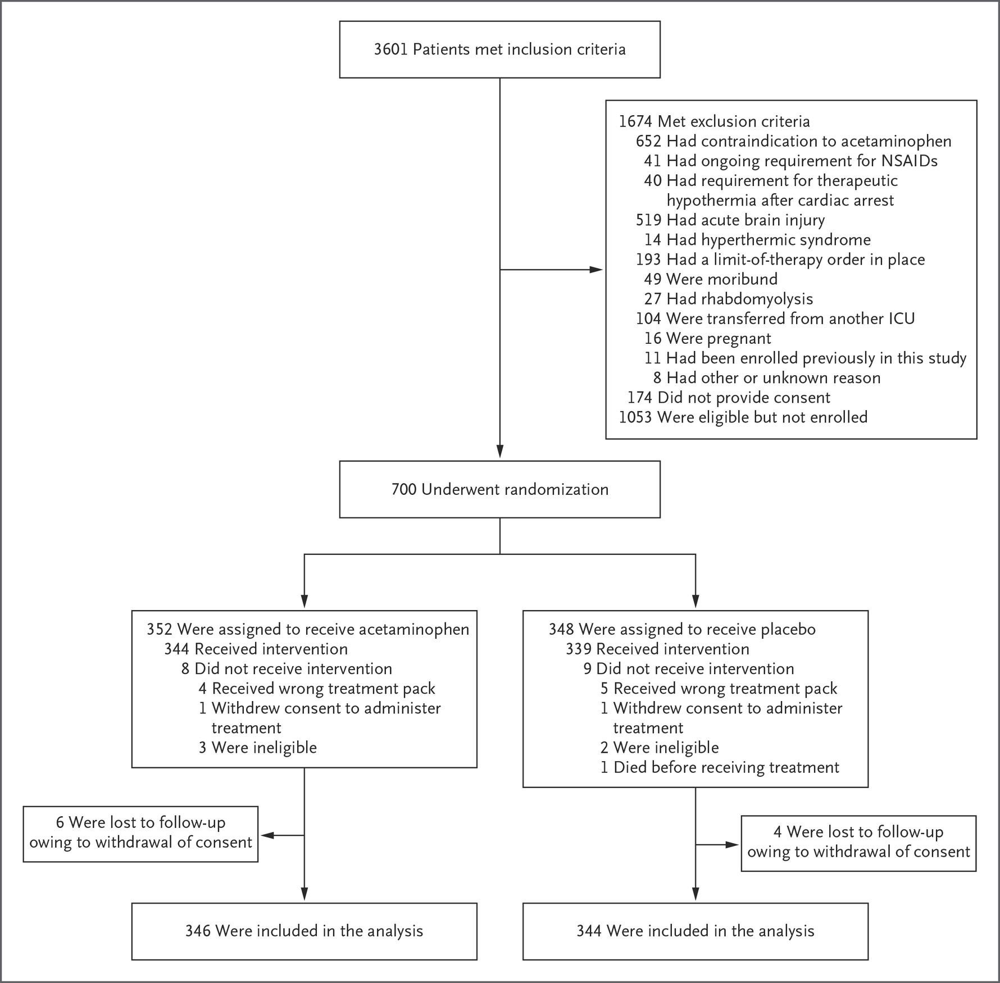 3601 Patients met inclusion criteria
1674 Met exclusion criteria
652 Had contraindication to acetaminophen
41 Had ongoing requirement for NSAIDs
40 Had requirement for therapeutic
hypothermia after cardiac arrest
519 Had acute brain injury
14 Had hyperthermic syndrome
193 Had a limit-of-therapy order in place
49 Were moribund
27 Had rhabdomyolysis
104 Were transferred from another ICU
16 Were pregnant
11 Had been enrolled previously in this study
8 Had other or unknown reason
174 Did not provide consent
1053 Were eligible but not enrolled
700 Underwent randomization
352 Were assigned to receive acetaminophen
344 Received intervention
8 Did not receive intervention
4 Received wrong treatment pack
1 Withdrew consent to administer
treatment
3 Were ineligible
348 Were assigned to receive placebo
339 Received intervention
9 Did not receive intervention
5 Received wrong treatment pack
1 Withdrew consent to administer
treatment
2 Were ineligible
1 Died before receiving treatment
6 Were lost to follow-up
owing to withdrawal of consent
4 Were lost to follow-up
owing to withdrawal of consent
346 Were included in the analysis
344 Were included in the analysis